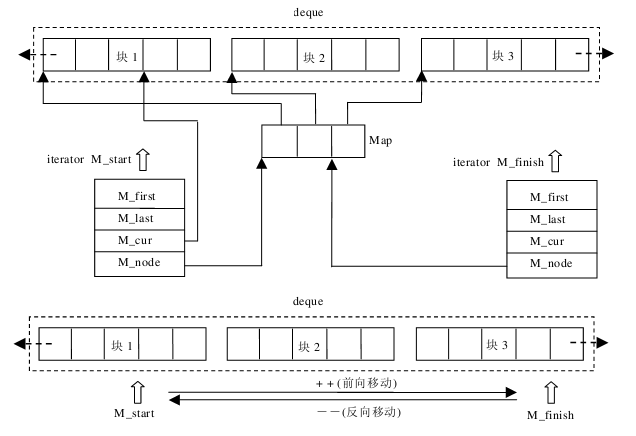 deque
块 1
块 2
块 3
Map
iterator M_start
iterator M_finish
M_first
M_last
M_cur
M_node
M_first
M_last
M_cur
M_node
deque
块 1
块 2
块 3
++(前向移动)
M_start
——(反向移动)
M_finish